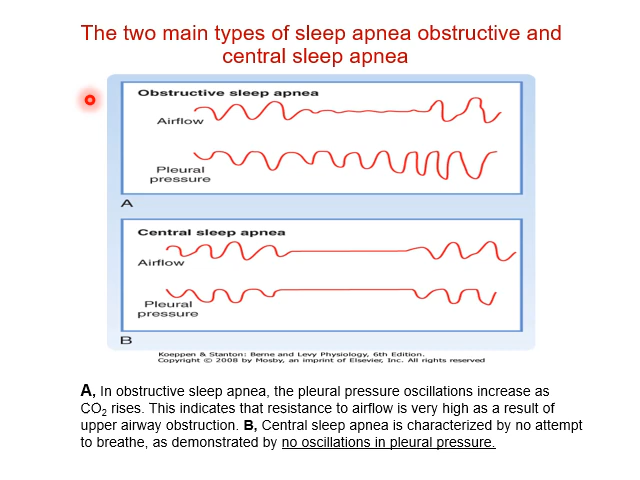 The two main types of sleep apnea obstructive and
central sleep apnea
Obstructive sleep apnea
Airflow
Pleural
pressure
A
Central sleep apnea
Airflow
Pleural
pressure
B
Koeppen & Stanton: Berne and Levy Physiology, 6th Edition.
Copyright © 2008 by Mosby, an imprint of Elsevier, Inc. All rights reserved
A, In obstructive sleep apnea, the pleural pressure oscillations increase as
CO₂ rises. This indicates that resistance to airflow is very high as a result of
upper airway obstruction. B, Central sleep apnea is characterized by no attempt
to breathe, as demonstrated by no oscillations in pleural pressure.